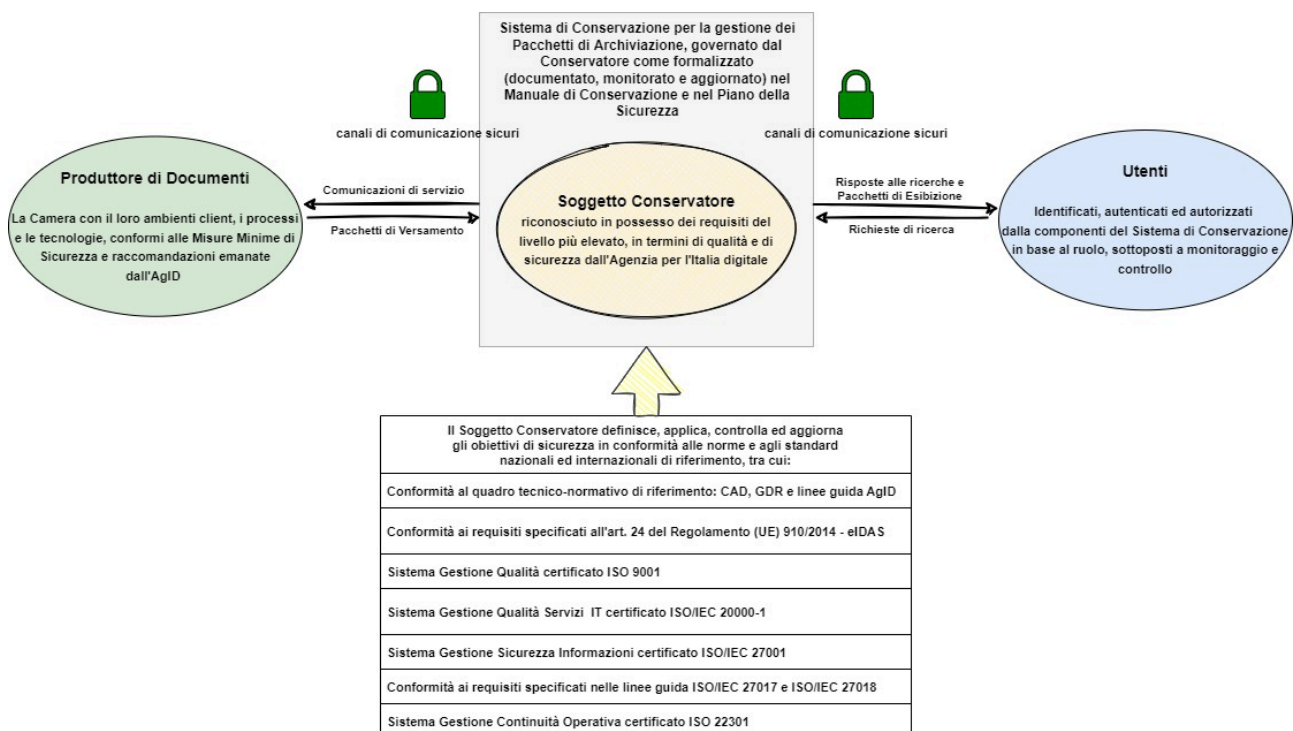 Sistema di Conservazione per la gestione dei
Pacchetti di Archiviazione, governato dal
Conservatore come formalizzato
(documentato, monitorato e aggiornato) nel
Manuale di Conservazione e nel Piano della
Sicurezza
canali di comunicazione sicuri
canali di comunicazione sicuri
Produttore di Documenti
La Camera con il loro ambienti client, i processi
e le tecnologie, conformi alle Misure Minime di
Sicurezza e raccomandazioni emanate
dall'AgID
Comunicazioni di servizio
Pacchetti di Versamento
Soggetto Conservatore
riconosciuto in possesso dei requisiti del
livello più elevato, in termini di qualità e di
sicurezza dall'Agenzia per l'Italia digitale
Risposte alle ricerche e
Pacchetti di Esibizione
Richieste di ricerca
Utenti
Identificati, autenticati ed autorizzati
dalla componenti del Sistema di Conservazione
in base al ruolo, sottoposti a monitoraggio e
controllo
Il Soggetto Conservatore definisce, applica, controlla ed aggiorna
gli obiettivi di sicurezza in conformità alle norme e agli standard
nazionali ed internazionali di riferimento, tra cui:
Conformità al quadro tecnico-normativo di riferimento: CAD, GDR e linee guida AgID
Conformità ai requisiti specificati all'art. 24 del Regolamento (UE) 910/2014 - eIDAS
Sistema Gestione Qualità certificato ISO 9001
Sistema Gestione Qualità Servizi IT certificato ISO/IEC 20000-1
Sistema Gestione Sicurezza Informazioni certificato ISO/IEC 27001
Conformità ai requisiti specificati nelle linee guida ISO/IEC 27017 e ISO/IEC 27018
Sistema Gestione Continuità Operativa certificato ISO 22301